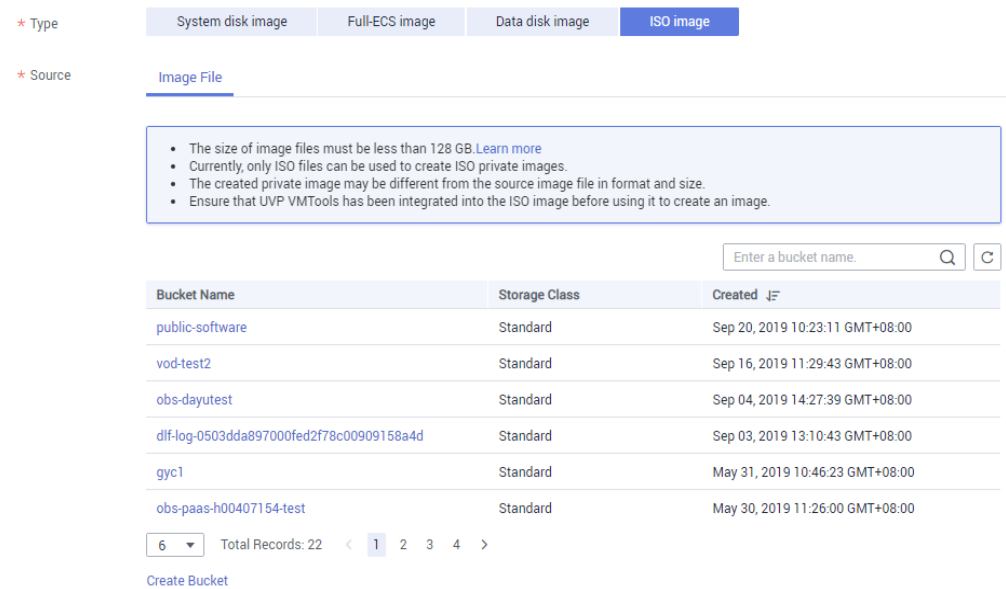 * Type System disk image Full-ECS image Data disk image ISO image
* Source Image File
• The size of image files must be less than 128 GB.Learn more
• Currently, only ISO files can be used to create ISO private images.
• The created private image may be different from the source image file in format and size.
• Ensure that UVP VMTools has been integrated into the ISO image before using it to create an image.
Enter a bucket name.
Bucket Name Storage Class Created
public-software Standard Sep 20, 2019 10:23:11 GMT+08:00
vod-test2 Standard Sep 16, 2019 11:29:43 GMT+08:00
obs-dayutest Standard Sep 04, 2019 14:27:39 GMT+08:00
dlf-log-0503dda897000fed2f78c00909158a4d Standard Sep 03, 2019 13:10:43 GMT+08:00
gyc1 Standard May 31, 2019 10:46:23 GMT+08:00
obs-paas-h00407154-test Standard May 30, 2019 11:26:00 GMT+08:00
6 Total Records: 22 < 1 2 3 4 >
Create Bucket